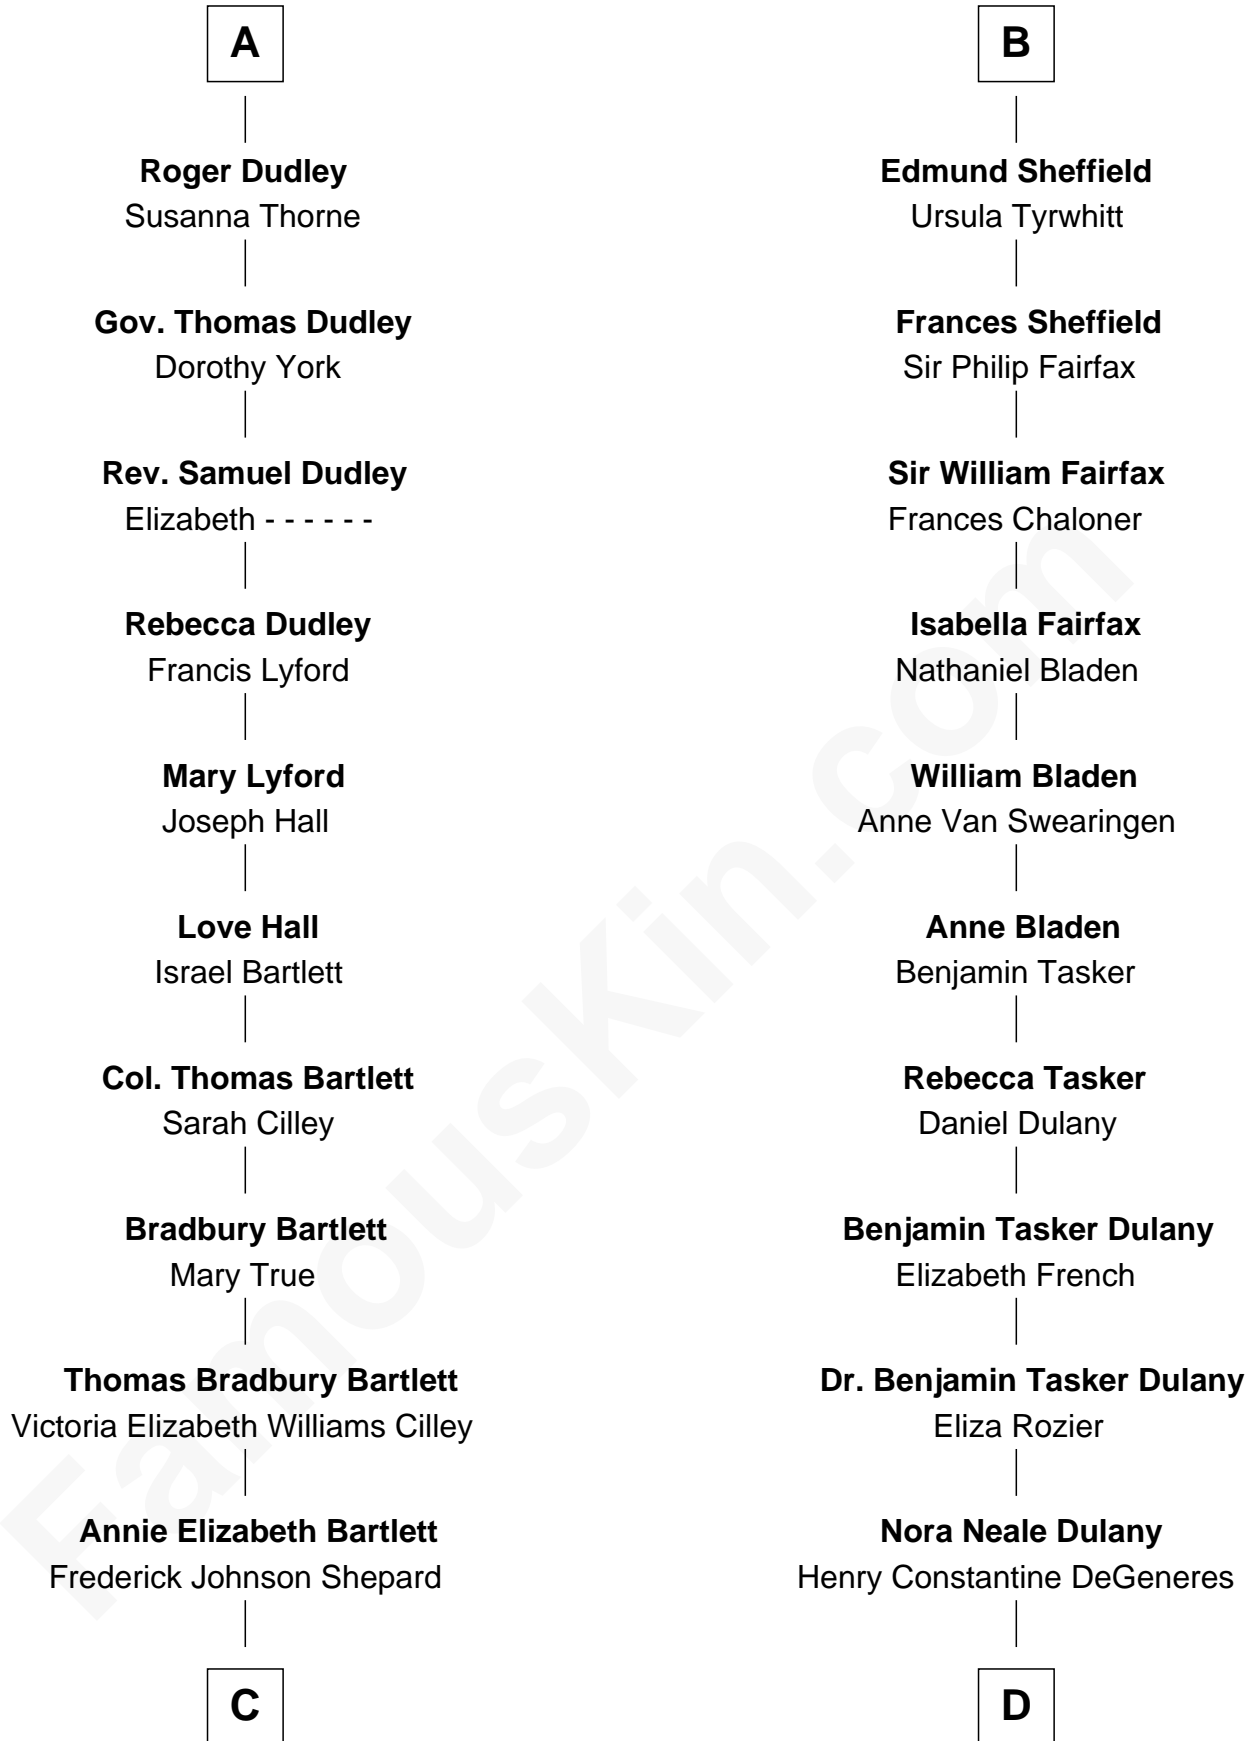 A
Roger Dudley
Susanna Thorne
Gov. Thomas Dudley
Dorothy York
Rev. Samuel Dudley
Elizabeth - - - - - -
Rebecca Dudley
Francis Lyford
Mary Lyford
Joseph Hall
Love Hall
Israel Bartlett
Col. Thomas Bartlett
Sarah Cilley
Bradbury Bartlett
Mary True
Thomas Bradbury Bartlett
Victoria Elizabeth Williams Cilley
Annie Elizabeth Bartlett
Frederick Johnson Shepard
C
B
Edmund Sheffield
Ursula Tyrwhitt
Frances Sheffield
Sir Philip Fairfax
Sir William Fairfax
Frances Chaloner
Isabella Fairfax
Nathaniel Bladen
William Bladen
Anne Van Swearingen
Anne Bladen
Benjamin Tasker
Rebecca Tasker
Daniel Dulany
Benjamin Tasker Dulany
Elizabeth French
Dr. Benjamin Tasker Dulany
Eliza Rozier
Nora Neale Dulany
Henry Constantine DeGeneres
D
FamousKin.com